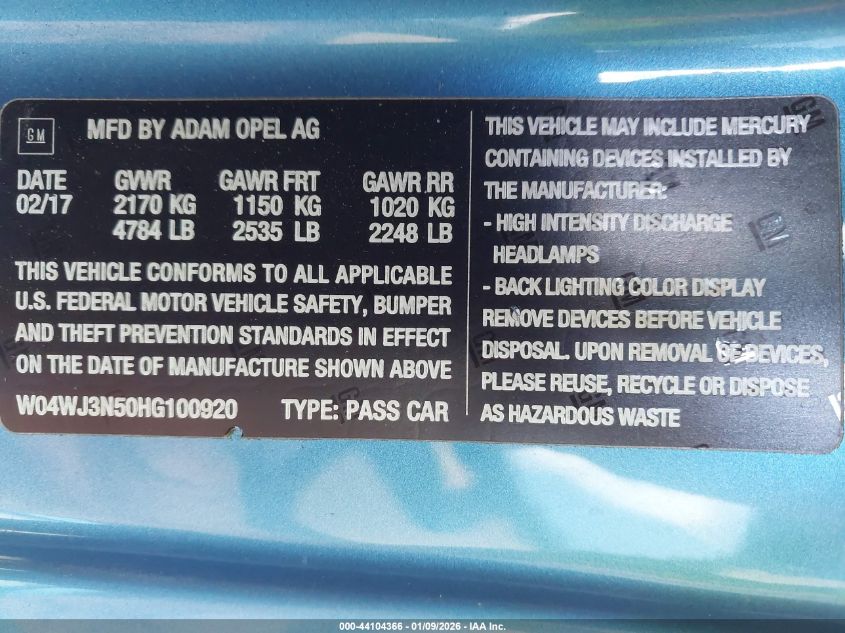 GM
MFD BY ADAM OPEL AG
DATE GVWR GAWR FRT GAWR RR
02/17 2170 KG 1150 KG 1020 KG
4784 LB 2535 LB 2248 LB
THIS VEHICLE CONFORMS TO ALL APPLICABLE
U.S. FEDERAL MOTOR VEHICLE SAFETY, BUMPER
AND THEFT PREVENTION STANDARDS IN EFFECT
ON THE DATE OF MANUFACTURE SHOWN ABOVE
W04WJ3N50HG100920 TYPE: PASS CAR
THIS VEHICLE MAY INCLUDE MERCURY
CONTAINING DEVICES INSTALLED BY
THE MANUFACTURER:
- HIGH INTENSITY DISCHARGE
HEADLAMPS
- BACK LIGHTING COLOR DISPLAY
REMOVE DEVICES BEFORE VEHICLE
DISPOSAL. UPON REMOVAL OF DEVICES,
PLEASE REUSE, RECYCLE OR DISPOSE
AS HAZARDOUS WASTE
000-44104366 - 01/09/2026 - IAA Inc.